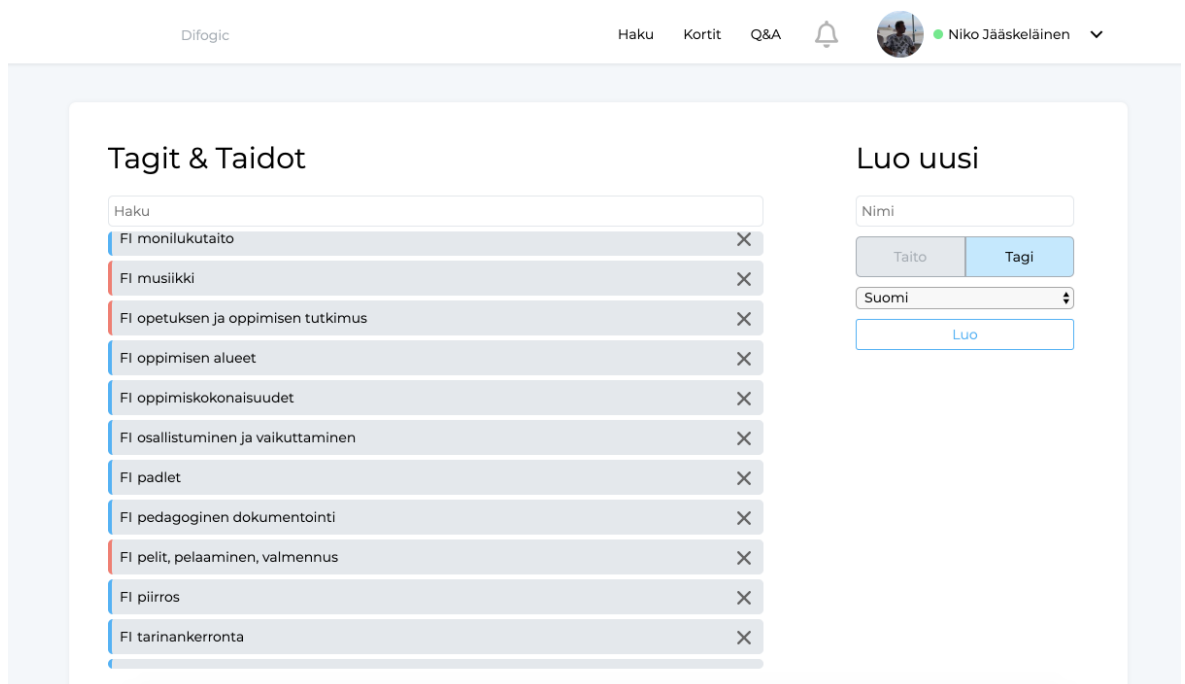 Difogic
Haku
Kortit
Q&A
Niko Jääskeläinen
Tagit & Taidot
Haku
FI monilukutaito
FI musiikki
FI opetuksen ja oppimisen tutkimus
FI oppimisen alueet
FI oppimiskokonaisuudet
FI osallistuminen ja vaikuttaminen
FI padlet
FI pedagoginen dokumentointi
FI pelit, pelaaminen, valmennus
FI piirros
FI tarinankerronta
Luo uusi
Nimi
Taito
Tagi
Suomi
Luo